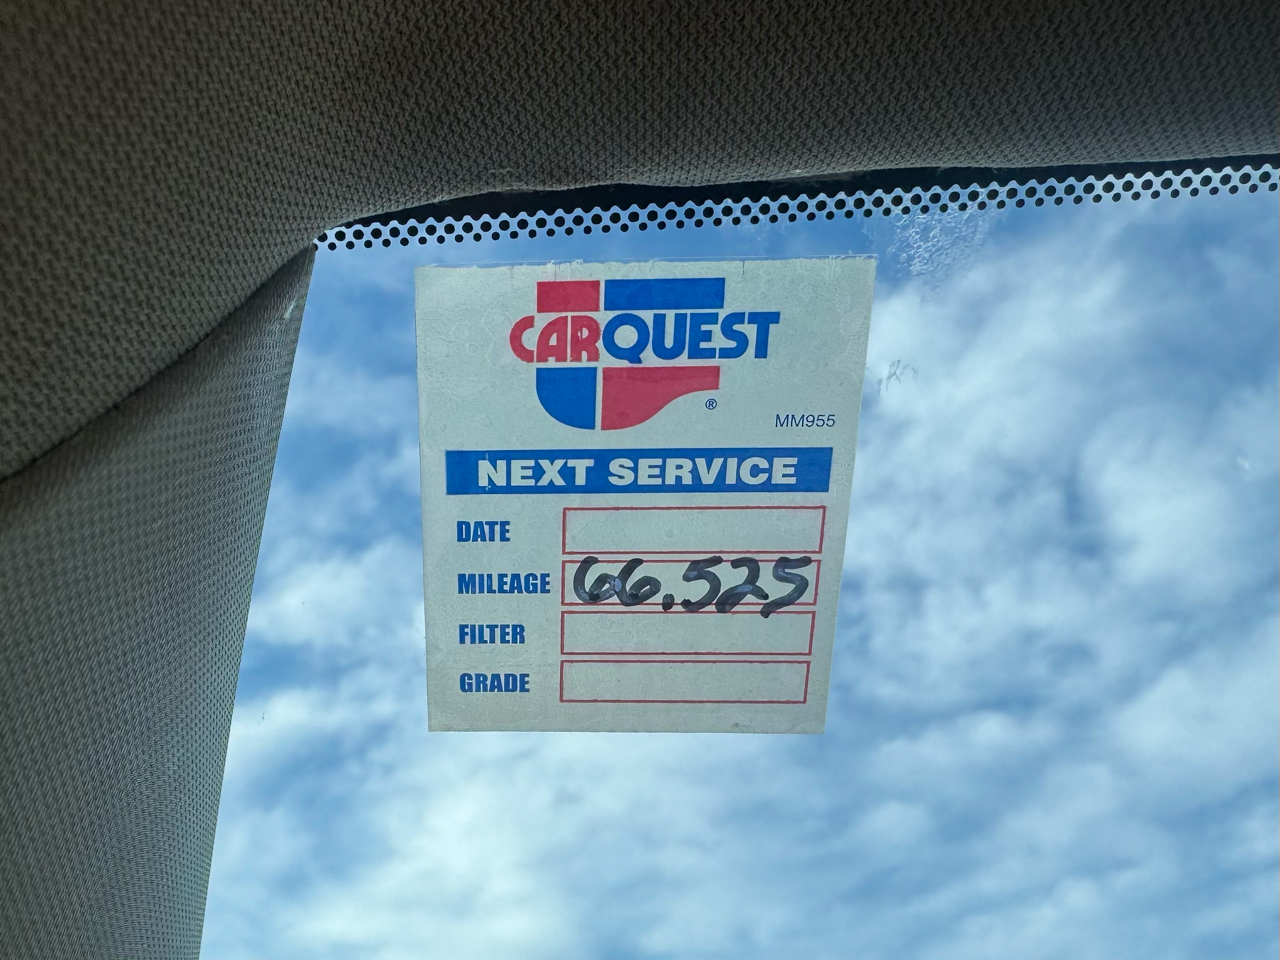 CARQUEST
®
MM955
NEXT SERVICE
DATE
MILEAGE 66,525
FILTER
GRADE